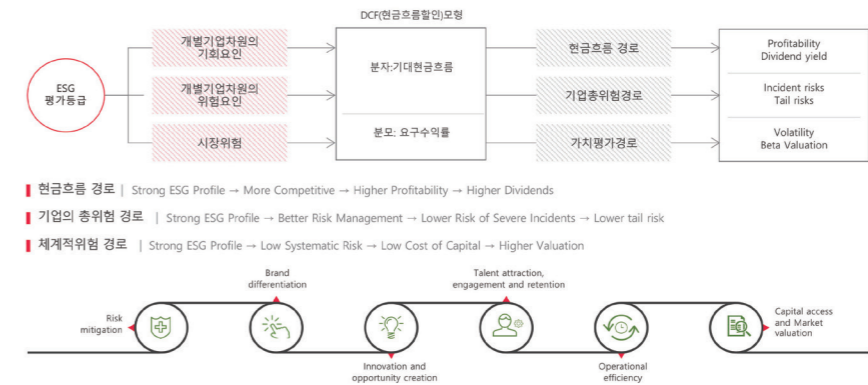 DCF(현금흐름할인)모형
ESG
평가등급
개별기업차원의
기회요인
개별기업차원의
위험요인
시장위험
분자:기대현금흐름
분모: 요구수익률
현금흐름 경로
기업총위험경로
가치평가경로
Profitability
Dividend yield
Incident risks
Tail risks
Volatility
Beta Valuation
현금흐름 경로 | Strong ESG Profile → More Competitive → Higher Profitability → Higher Dividends
기업의 총위험 경로 | Strong ESG Profile → Better Risk Management → Lower Risk of Severe Incidents → Lower tail risk
체계적위험 경로 | Strong ESG Profile → Low Systematic Risk → Low Cost of Capital → Higher Valuation
Risk
mitigation
Brand
differentiation
Innovation and
opportunity creation
Talent attraction,
engagement and retention
Operational
efficiency
Capital access
and Market
valuation